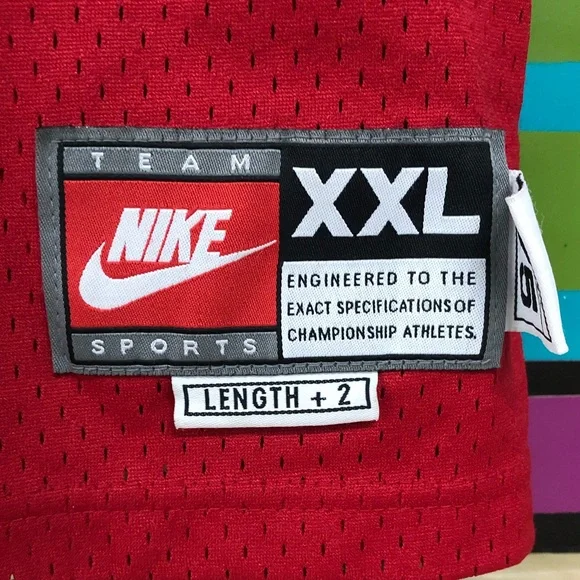 TEAM
NIKE
SPORTS
XXL
ENGINEERED TO THE
EXACT SPECIFICATIONS OF
CHAMPIONSHIP ATHLETES.
LENGTH + 2